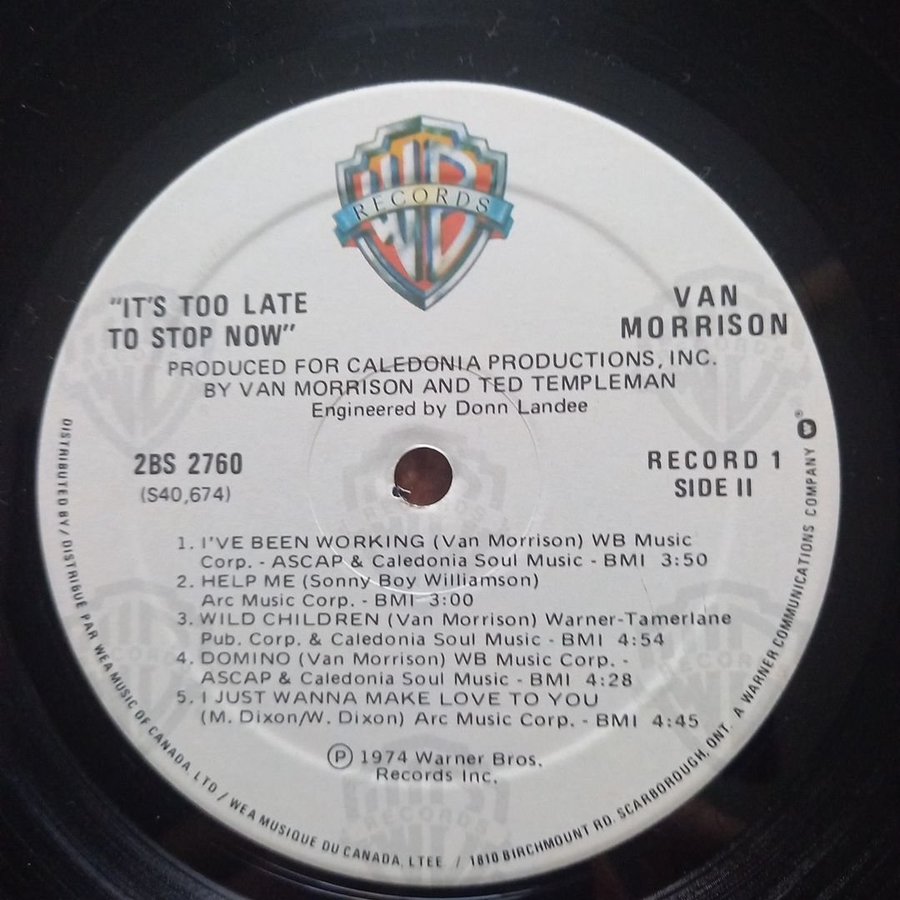 WB
RECORDS
"IT'S TOO LATE
TO STOP NOW"
VAN
MORRISON
PRODUCED FOR CALEDONIA PRODUCTIONS, INC.
BY VAN MORRISON AND TED TEMPLEMAN
Engineered by Donn Landee
2BS 2760
(S40,674)
RECORD 1
SIDE II
1. I'VE BEEN WORKING (Van Morrison) WB Music
Corp. - ASCAP & Caledonia Soul Music - BMI 3:50
2. HELP ME (Sonny Boy Williamson)
Arc Music Corp. - BMI 3:00
3. WILD CHILDREN (Van Morrison) Warner-Tamerlane
Pub. Corp. & Caledonia Soul Music - BMI 4:54
4. DOMINO (Van Morrison) WB Music Corp. -
ASCAP & Caledonia Soul Music - BMI 4:28
5. I JUST WANNA MAKE LOVE TO YOU
(M. Dixon/W. Dixon) Arc Music Corp. - BMI 4:45
Ⓟ 1974 Warner Bros.
Records Inc.
DISTRIBUTED BY / DISTRIBUE PAR WEA MUSIC OF CANADA, LTD / WEA MUSIQUE DU CANADA, LTEE / 1810 BIRCHMOUNT RD. SCARBOROUGH, ONT. A WARNER COMMUNICATIONS COMPANY ®